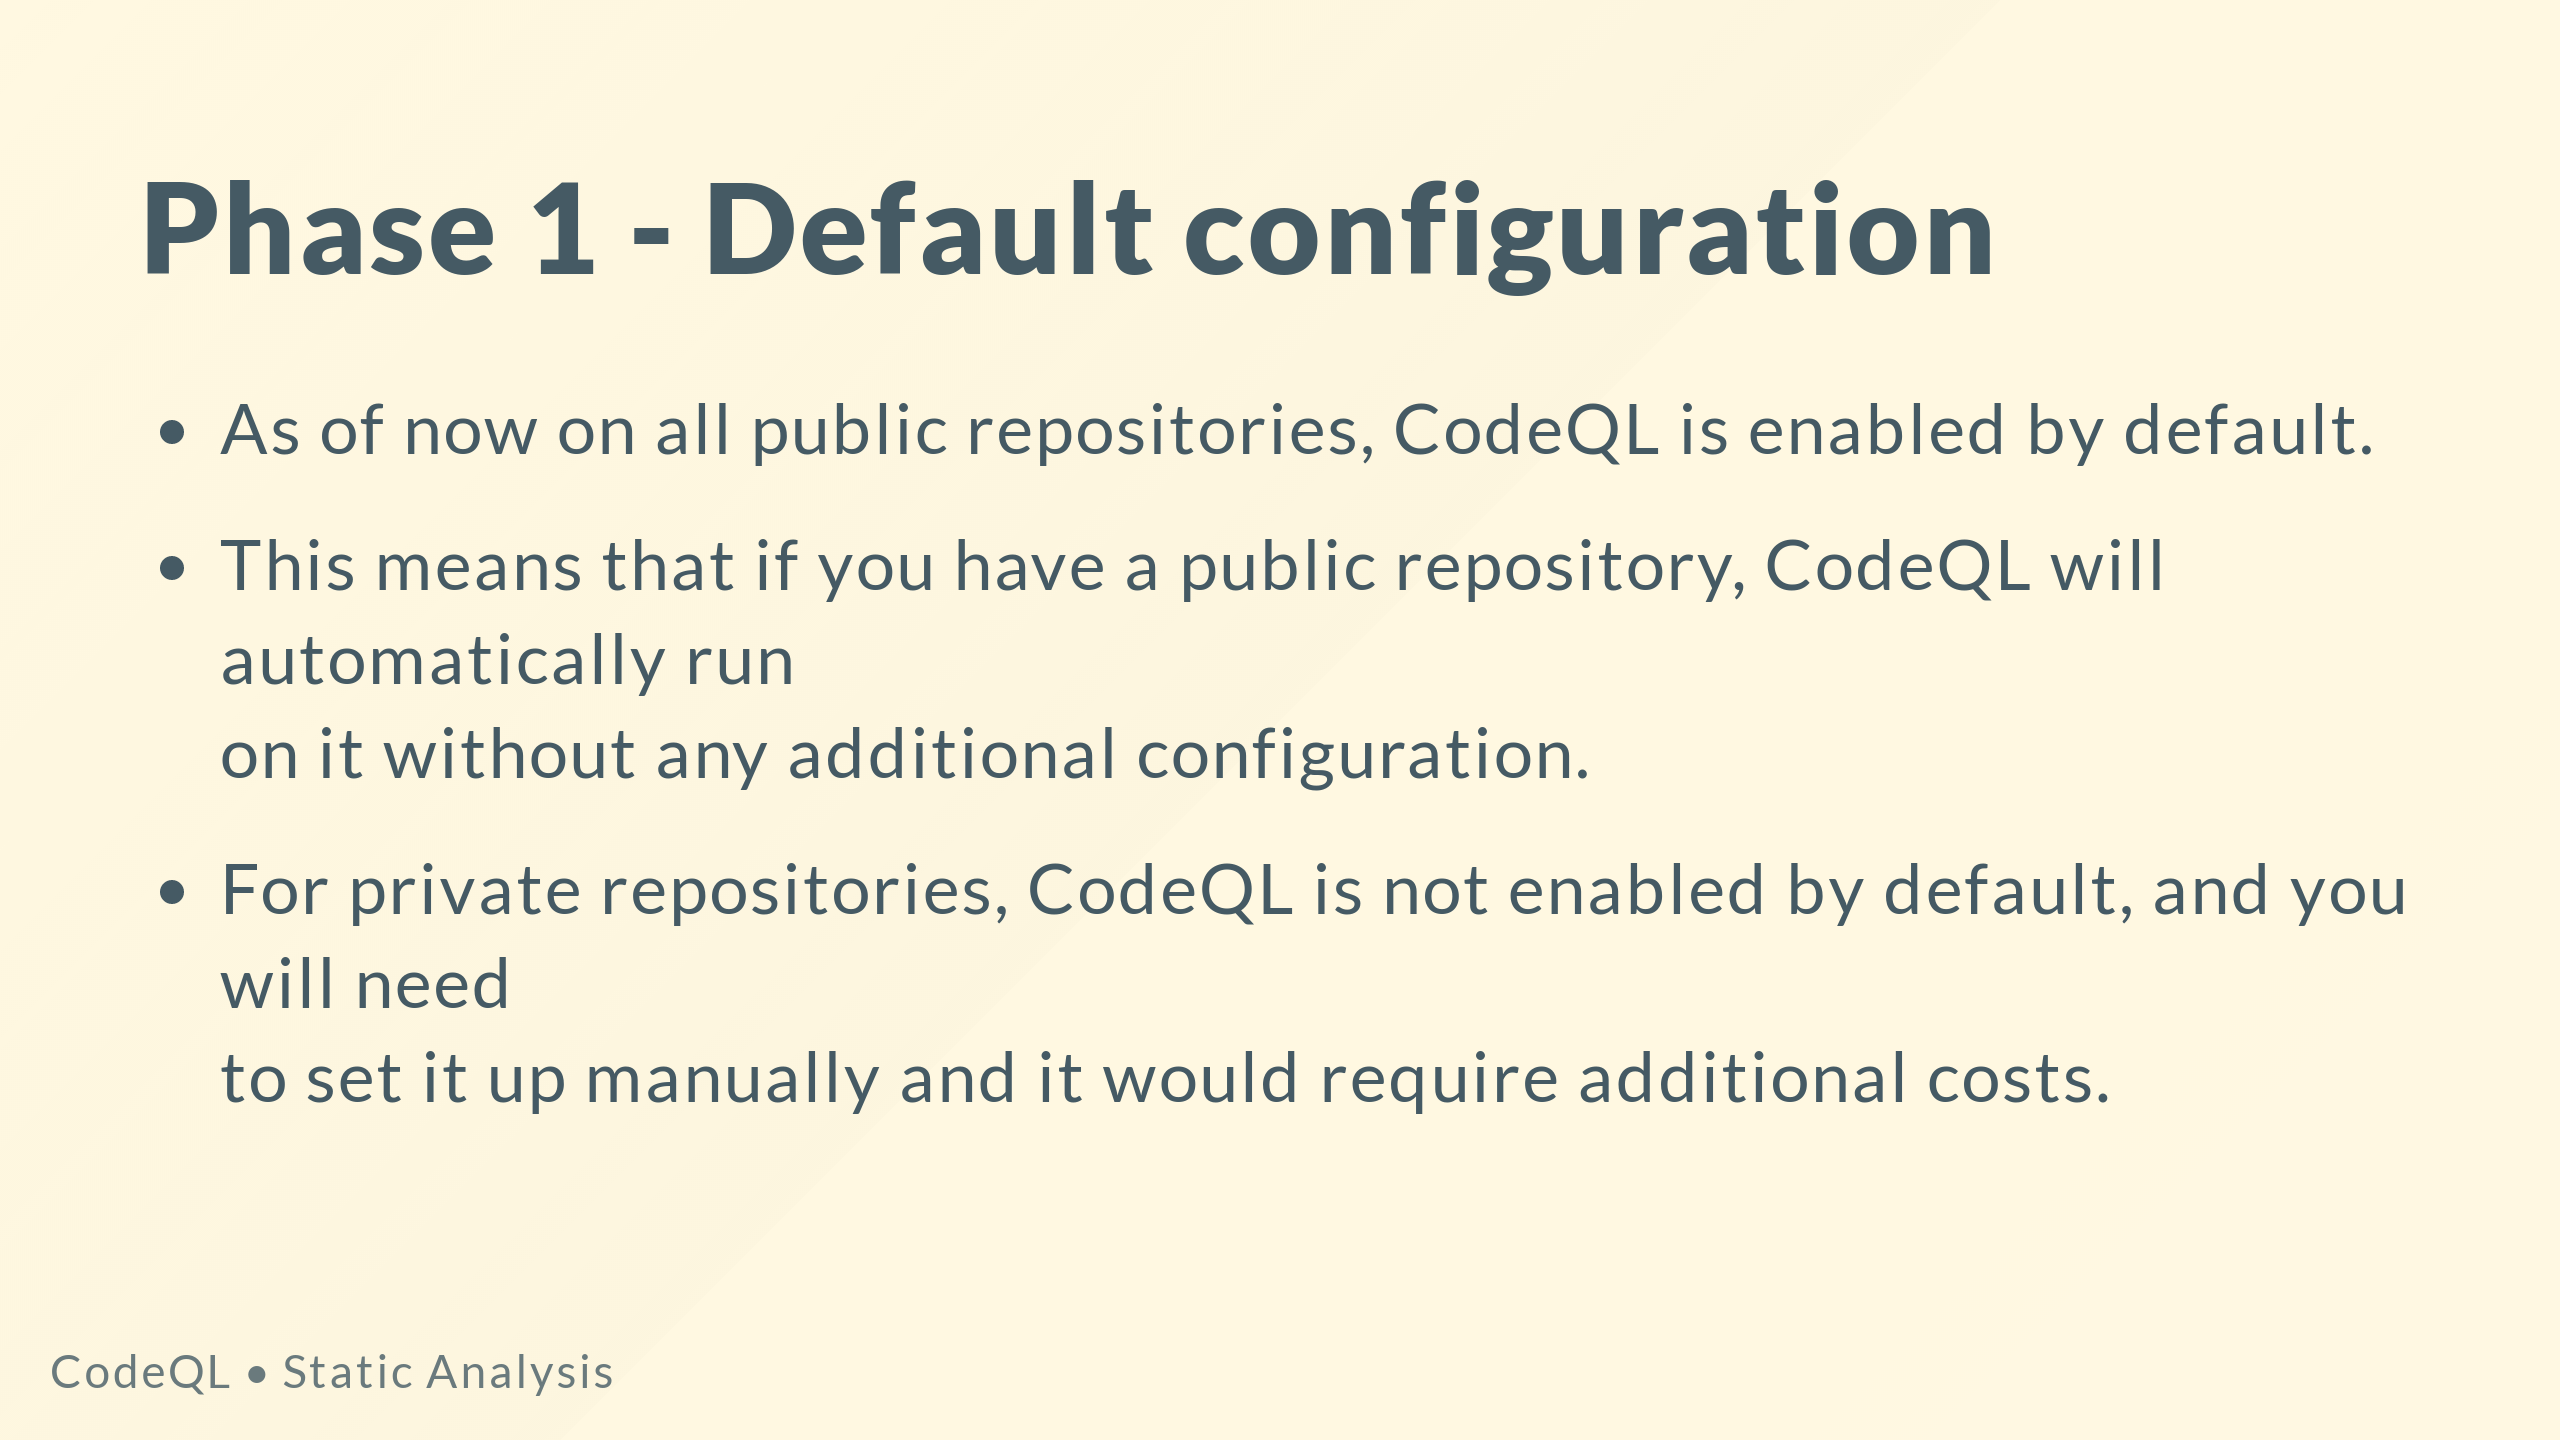 Phase 1 - Default configuration
• As of now on all public repositories, CodeQL is enabled by default.
• This means that if you have a public repository, CodeQL will
automatically run
on it without any additional configuration.
• For private repositories, CodeQL is not enabled by default, and you
will need
to set it up manually and it would require additional costs.
CodeQL • Static Analysis